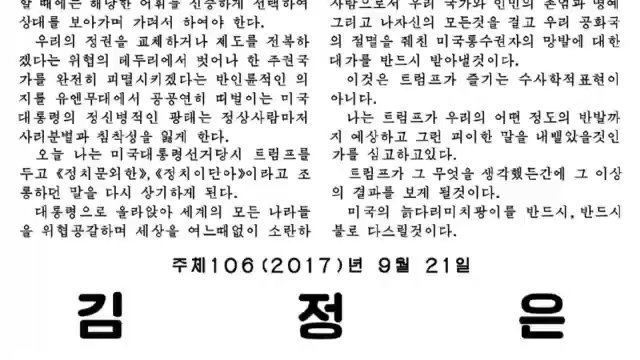 할 때에는 해당한 어휘를 신중하게 선택하여
상대를 보아가며 가려서 하여야 한다.
우리의 정권을 교체하거나 제도를 전복하
겠다는 위협의 테두리에서 벗어나 한 주권국
가를 완전히 괴멸시키겠다는 반인륜적인 의
지를 유엔무대에서 공공연히 떠벌이는 미국
대통령의 정신병적인 광태는 정상사람마저
사리분별과 침착성을 잃게 한다.
오늘 나는 미국대통령선거당시 트럼프를
두고 《정치문외한》, 《정치이단아》이라고 조
롱하던 말을 다시 상기하게 된다.
대통령으로 올라앉아 세계의 모든 나라들
을 위협공갈하며 세상을 여느때없이 소란하
사람으로서 우리 국가와 인민의 존엄과 명예
그리고 나자신의 모든것을 걸고 우리 공화국
의 절멸을 줴친 미국통수권자의 망발에 대한
대가를 반드시 받아낼것이다.
이것은 트럼프가 즐기는 수사학적표현이
아니다.
나는 트럼프가 우리의 어떤 정도의 반발까
지 예상하고 그런 괴이한 말을 내뱉았을것인
가를 심고하고있다.
트럼프가 그 무엇을 생각했든간에 그 이상
의 결과를 보게 될것이다.
미국의 늙다리미치광이를 반드시, 반드시
불로 다스릴것이다.
주체106(2017)년 9월 21일
김 정 은